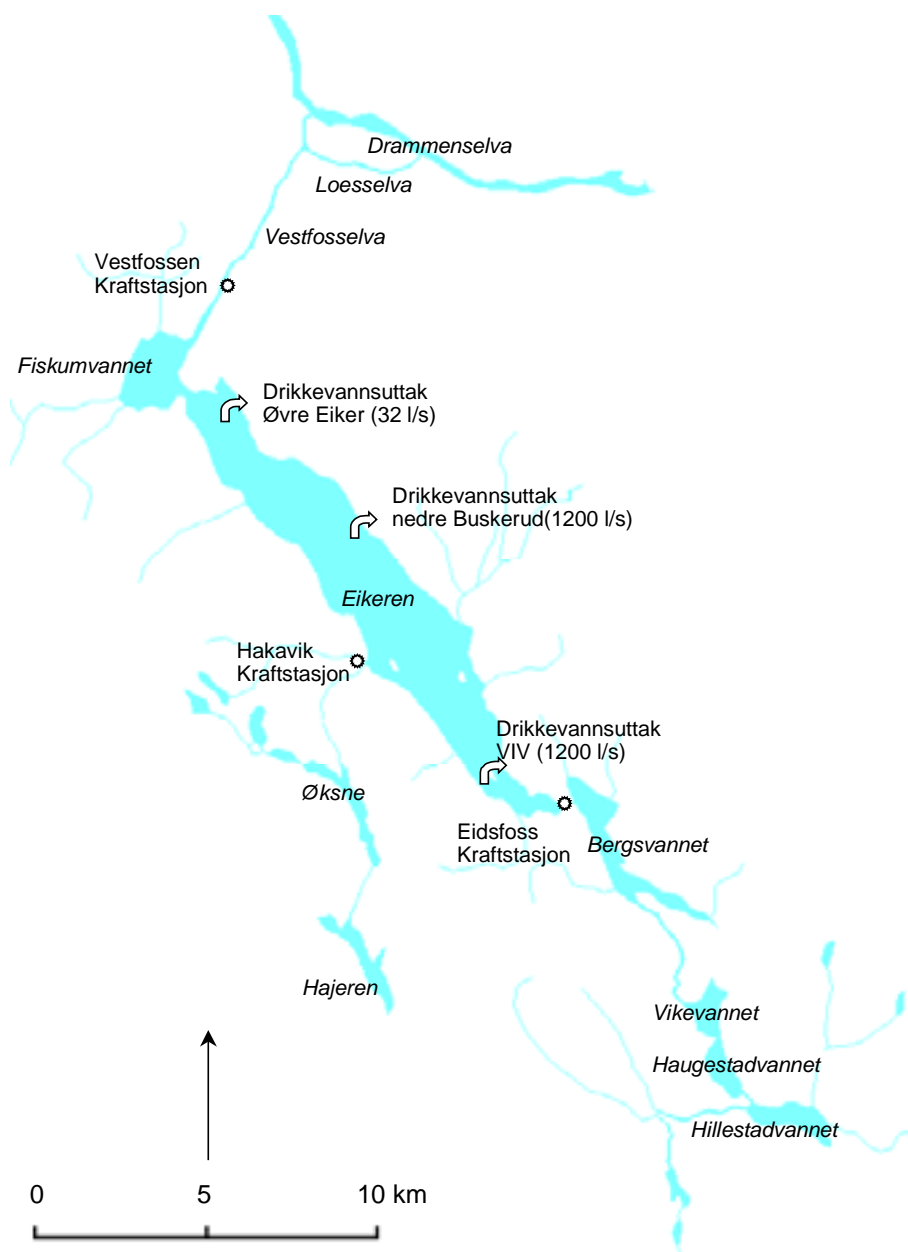 Drammenselva
Loesselva
Vestfosselva
Vestfossen
Kraftstasjon
Fiskumvannet
Drikkevannsuttak
Øvre Eiker (32 l/s)
Drikkevannsuttak
nedre Buskerud(1200 l/s)
Eikeren
Hakavik
Kraftstasjon
Drikkevannsuttak
VIV (1200 l/s)
Øksne
Eidsfoss
Kraftstasjon
Bergsvannet
Hajeren
Vikevannet
Haugestadvannet
Hillestadvannet
0 5 10 km